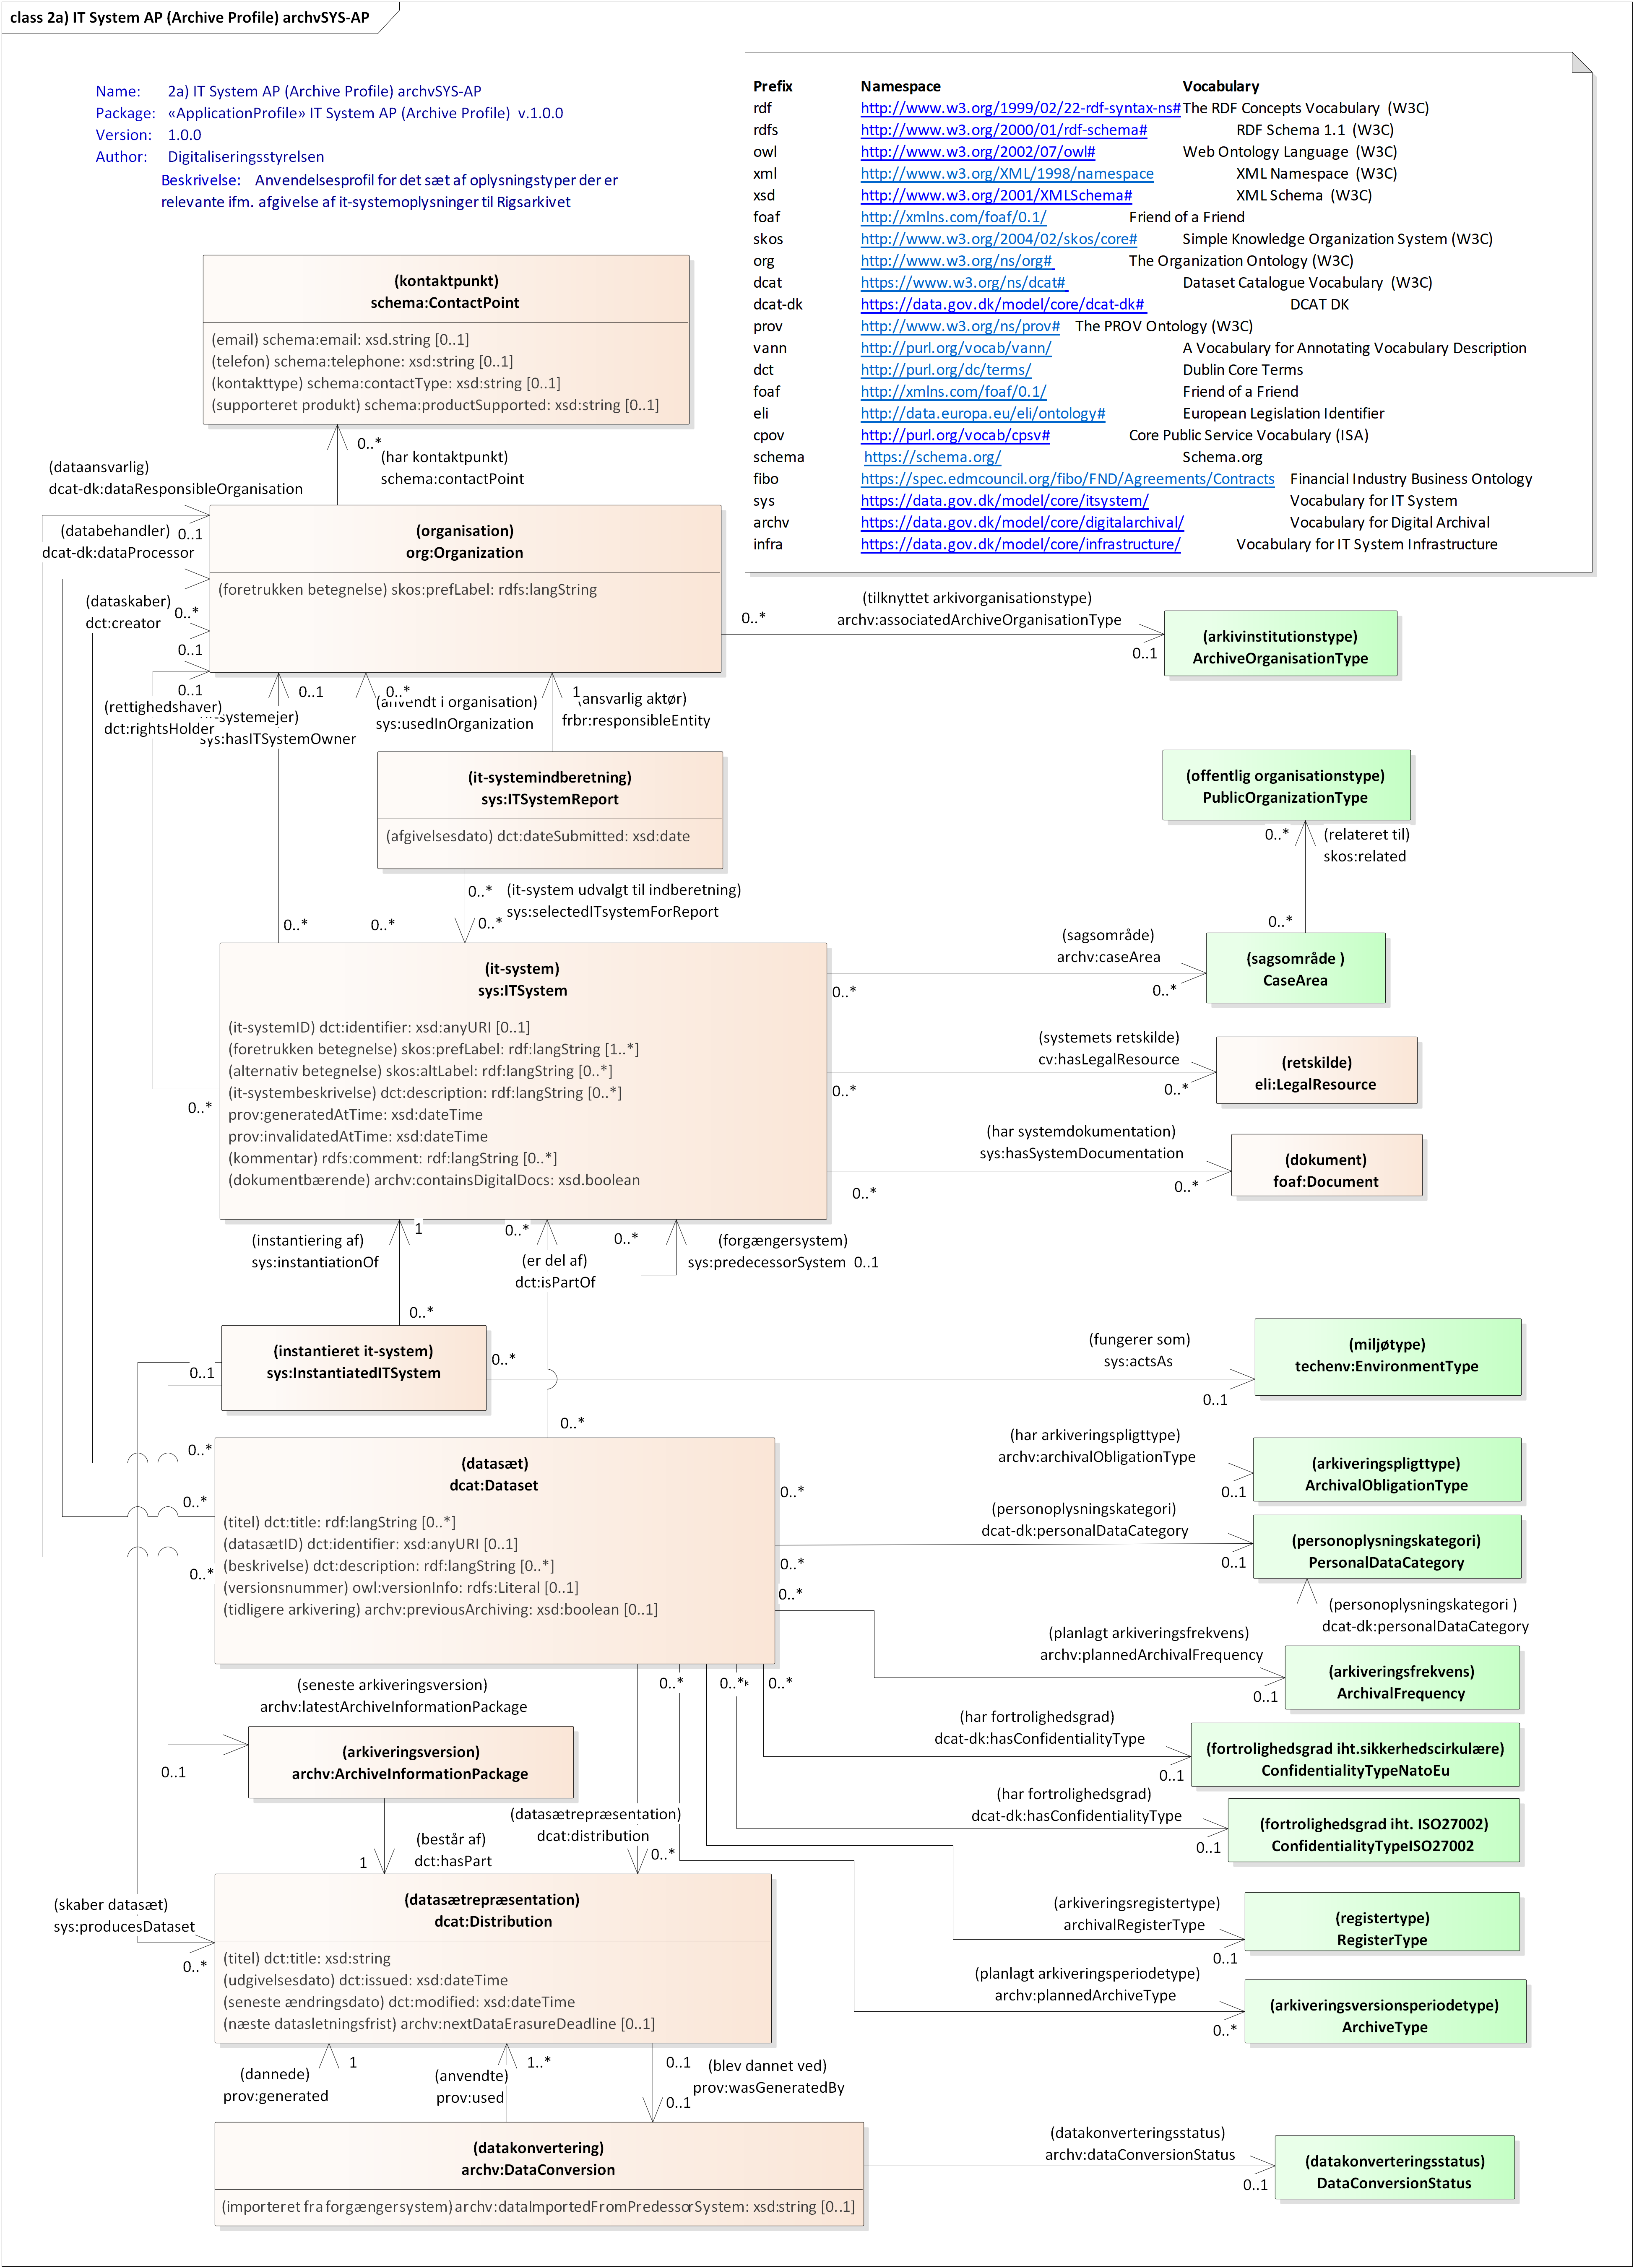 class 2a) IT System AP (Archive Profile) archvSYS-AP
Name: 2a) IT System AP (Archive Profile) archvSYS-AP
Package: «ApplicationProfile» IT System AP (Archive Profile) v.1.0.0
Version: 1.0.0
Author: Digitaliseringsstyrelsen
Beskrivelse: Anvendelsesprofil for det sæt af oplysningstyper der er
relevante ifm. afgivelse af it-systemoplysninger til Rigsarkivet
Prefix Namespace Vocabulary
rdf http://www.w3.org/1999/02/22-rdf-syntax-ns# The RDF Concepts Vocabulary (W3C)
rdfs http://www.w3.org/2000/01/rdf-schema# RDF Schema 1.1 (W3C)
owl http://www.w3.org/2002/07/owl# Web Ontology Language (W3C)
xml http://www.w3.org/XML/1998/namespace XML Namespace (W3C)
xsd http://www.w3.org/2001/XMLSchema# XML Schema (W3C)
foaf http://xmlns.com/foaf/0.1/ Friend of a Friend
skos http://www.w3.org/2004/02/skos/core# Simple Knowledge Organization System (W3C)
org http://www.w3.org/ns/org# The Organization Ontology (W3C)
dcat https://www.w3.org/ns/dcat# Dataset Catalogue Vocabulary (W3C)
dcat-dk https://data.gov.dk/model/core/dcat-dk# DCAT DK
prov http://www.w3.org/ns/prov# The PROV Ontology (W3C)
vann http://purl.org/vocab/vann/ A Vocabulary for Annotating Vocabulary Description
dct http://purl.org/dc/terms/ Dublin Core Terms
foaf http://xmlns.com/foaf/0.1/ Friend of a Friend
eli http://data.europa.eu/eli/ontology# European Legislation Identifier
cpov http://purl.org/vocab/cpsv# Core Public Service Vocabulary (ISA)
schema https://schema.org/ Schema.org
fibo https://spec.edmcouncil.org/fibo/FND/Agreements/Contracts Financial Industry Business Ontology
sys https://data.gov.dk/model/core/itsystem/ Vocabulary for IT System
archv https://data.gov.dk/model/core/digitalarchival/ Vocabulary for Digital Archival
infra https://data.gov.dk/model/core/infrastructure/ Vocabulary for IT System Infrastructure
(kontaktpunkt)
schema:ContactPoint
(email) schema:email: xsd.string [0..1]
(telefon) schema:telephone: xsd:string [0..1]
(kontakttype) schema:contactType: xsd:string [0..1]
(supporteret produkt) schema:productSupported: xsd:string [0..1]
0..*
(har kontaktpunkt)
schema:contactPoint
(dataansvarlig)
dcat-dk:dataResponsibleOrganisation
0..1
(databehandler)
dcat-dk:dataProcessor
0..*
(dataskaber)
dct:creator
0..1
0..1
(rettighedshaver)
dct:rightsHolder
(organisation)
org:Organization
(foretrukken betegnelse) skos:prefLabel: rdfs:langString
0..*
(tilknyttet arkivorganisationstype)
archv:associatedArchiveOrganisationType
0..1
(arkivinstitutionstype)
ArchiveOrganisationType
0..1
systemejer)
sys:hasITSystemOwner
0..*
(anvendt i organisation)
sys:usedInOrganization
1
(ansvarlig aktør)
frbr:responsibleEntity
(it-systemindberetning)
sys:ITSystemReport
(afgivelsesdato) dct:dateSubmitted: xsd:date
0..*
(it-system udvalgt til indberetning)
sys:selectedITsystemForReport
0..*
0..*
0..*
(offentlig organisationstype)
PublicOrganizationType
0..*
(relateret til)
skos:related
0..*
(sagsområde)
archv:caseArea
0..*
0..*
(sagsområde )
CaseArea
(it-system)
sys:ITSystem
(it-systemID) dct:identifier: xsd:anyURI [0..1]
(foretrukken betegnelse) skos:prefLabel: rdf:langString [1..*]
(alternativ betegnelse) skos:altLabel: rdf:langString [0..*]
(it-systembeskrivelse) dct:description: rdf:langString [0..*]
prov:generatedAtTime: xsd:dateTime
prov:invalidatedAtTime: xsd:dateTime
(kommentar) rdfs:comment: rdf:langString [0..*]
(dokumentbærende) archv:containsDigitalDocs: xsd.boolean
0..*
(systemets retskilde)
cv:hasLegalResource
0..*
0..*
(retskilde)
eli:LegalResource
(har systemdokumentation)
sys:hasSystemDocumentation
0..*
0..*
(dokument)
foaf:Document
1
(instantiering af)
sys:instantiationOf
0..*
0..*
(er del af)
dct:isPartOf
0..*
(forgængersystem)
sys:predecessorSystem 0..1
(instantieret it-system)
sys:InstantiatedITSystem
0..1
0..*
(fungerer som)
sys:actsAs
0..1
(miljøtype)
techenv:EnvironmentType
0..*
0..*
0..*
0..*
(datasæt)
dcat:Dataset
(titel) dct:title: rdf:langString [0..*]
(datasætID) dct:identifier: xsd:anyURI [0..1]
(beskrivelse) dct:description: rdf:langString [0..*]
(versionsnummer) owl:versionInfo: rdfs:Literal [0..1]
(tidligere arkivering) archv:previousArchiving: xsd:boolean [0..1]
(har arkiveringspligttype)
archv:archivalObligationType
0..*
0..1
(arkiveringspligttype)
ArchivalObligationType
(personoplysningskategori)
dcat-dk:personalDataCategory
0..*
0..1
(personoplysningskategori)
PersonalDataCategory
0..*
(personoplysningskategori )
dcat-dk:personalDataCategory
(planlagt arkiveringsfrekvens)
archv:plannedArchivalFrequency
0..1
(arkiveringsfrekvens)
ArchivalFrequency
0..*
0..*
0..*
(har fortrolighedsgrad)
dcat-dk:hasConfidentialityType
0..1
(fortrolighedsgrad iht.sikkerhedscirkulære)
ConfidentialityTypeNatoEu
(har fortrolighedsgrad)
dcat-dk:hasConfidentialityType
0..1
(fortrolighedsgrad iht. ISO27002)
ConfidentialityTypeISO27002
(seneste arkiveringsversion)
archv:latestArchiveInformationPackage
0..1
(arkiveringsversion)
archv:ArchiveInformationPackage
1
(består af)
dct:hasPart
(datasætrepræsentation)
dcat:distribution
0..*
(arkiveringsregistertype)
archivalRegisterType
0..1
(registertype)
RegisterType
(planlagt arkiveringsperiodetype)
archv:plannedArchiveType
0..*
(arkiveringsversionsperiodetype)
ArchiveType
(skaber datasæt)
sys:producesDataset
0..*
(datasætrepræsentation)
dcat:Distribution
(titel) dct:title: xsd:string
(udgivelsesdato) dct:issued: xsd:dateTime
(seneste ændringsdato) dct:modified: xsd:dateTime
(næste datasletningsfrist) archv:nextDataErasureDeadline [0..1]
1
(dannede)
prov:generated
1..*
(anvendte)
prov:used
0..1
(blev dannet ved)
prov:wasGeneratedBy
0..1
(datakonvertering)
archv:DataConversion
(importeret fra forgængersystem) archv:dataImportedFromPredessorSystem: xsd:string [0..1]
(datakonverteringsstatus)
archv:dataConversionStatus
0..1
(datakonverteringsstatus)
DataConversionStatus